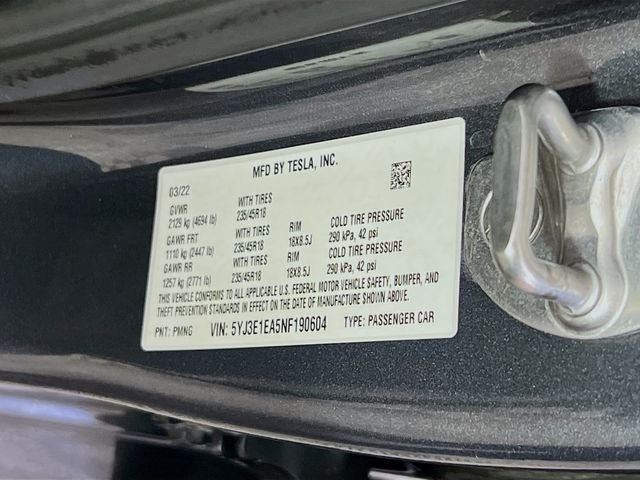 MFD BY TESLA, INC.
03/22
GVWR WITH TIRES
2129 kg (4694 lb) 235/45R18
GAWR FRT WITH TIRES RIM COLD TIRE PRESSURE
1110 kg (2447 lb) 235/45R18 18X8.5J 290 kPa, 42 psi
GAWR RR WITH TIRES RIM COLD TIRE PRESSURE
1257 kg (2771 lb) 235/45R18 18X8.5J 290 kPa, 42 psi
THIS VEHICLE CONFORMS TO ALL APPLICABLE U.S. FEDERAL MOTOR VEHICLE SAFETY, BUMPER, AND
THEFT PREVENTION STANDARDS IN EFFECT ON THE DATE OF MANUFACTURE SHOWN ABOVE.
PNT: PMNG VIN: 5YJ3E1EA5NF190604 TYPE: PASSENGER CAR